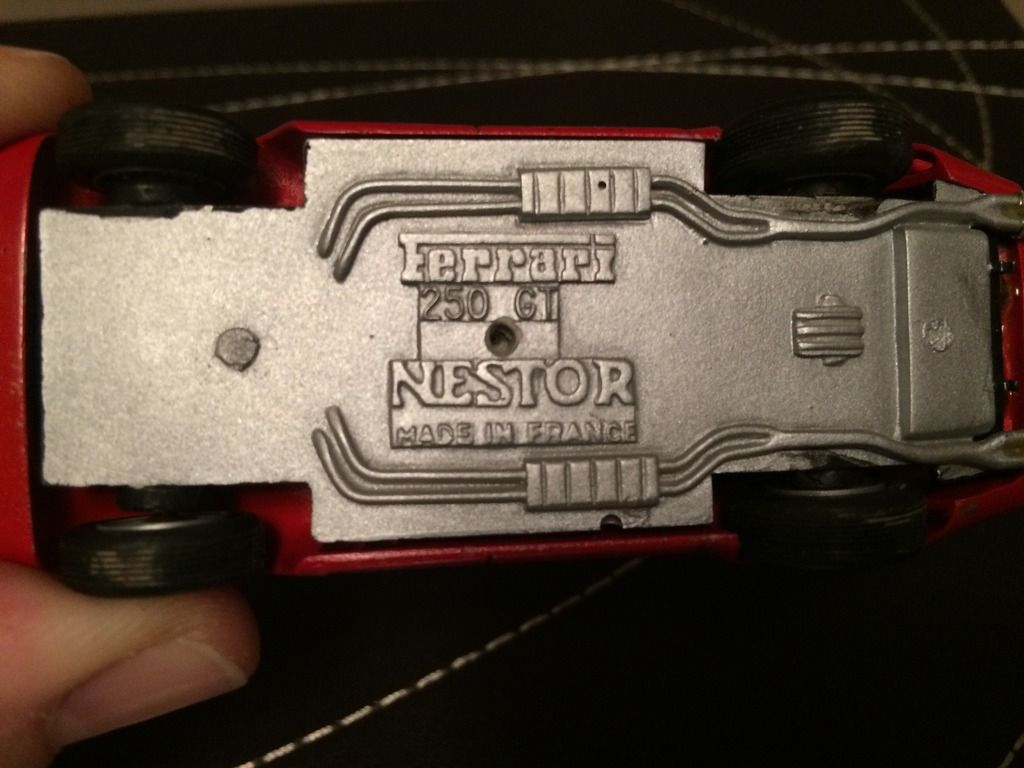 Ferrari
250 GT
NESTOR
MADE IN FRANCE